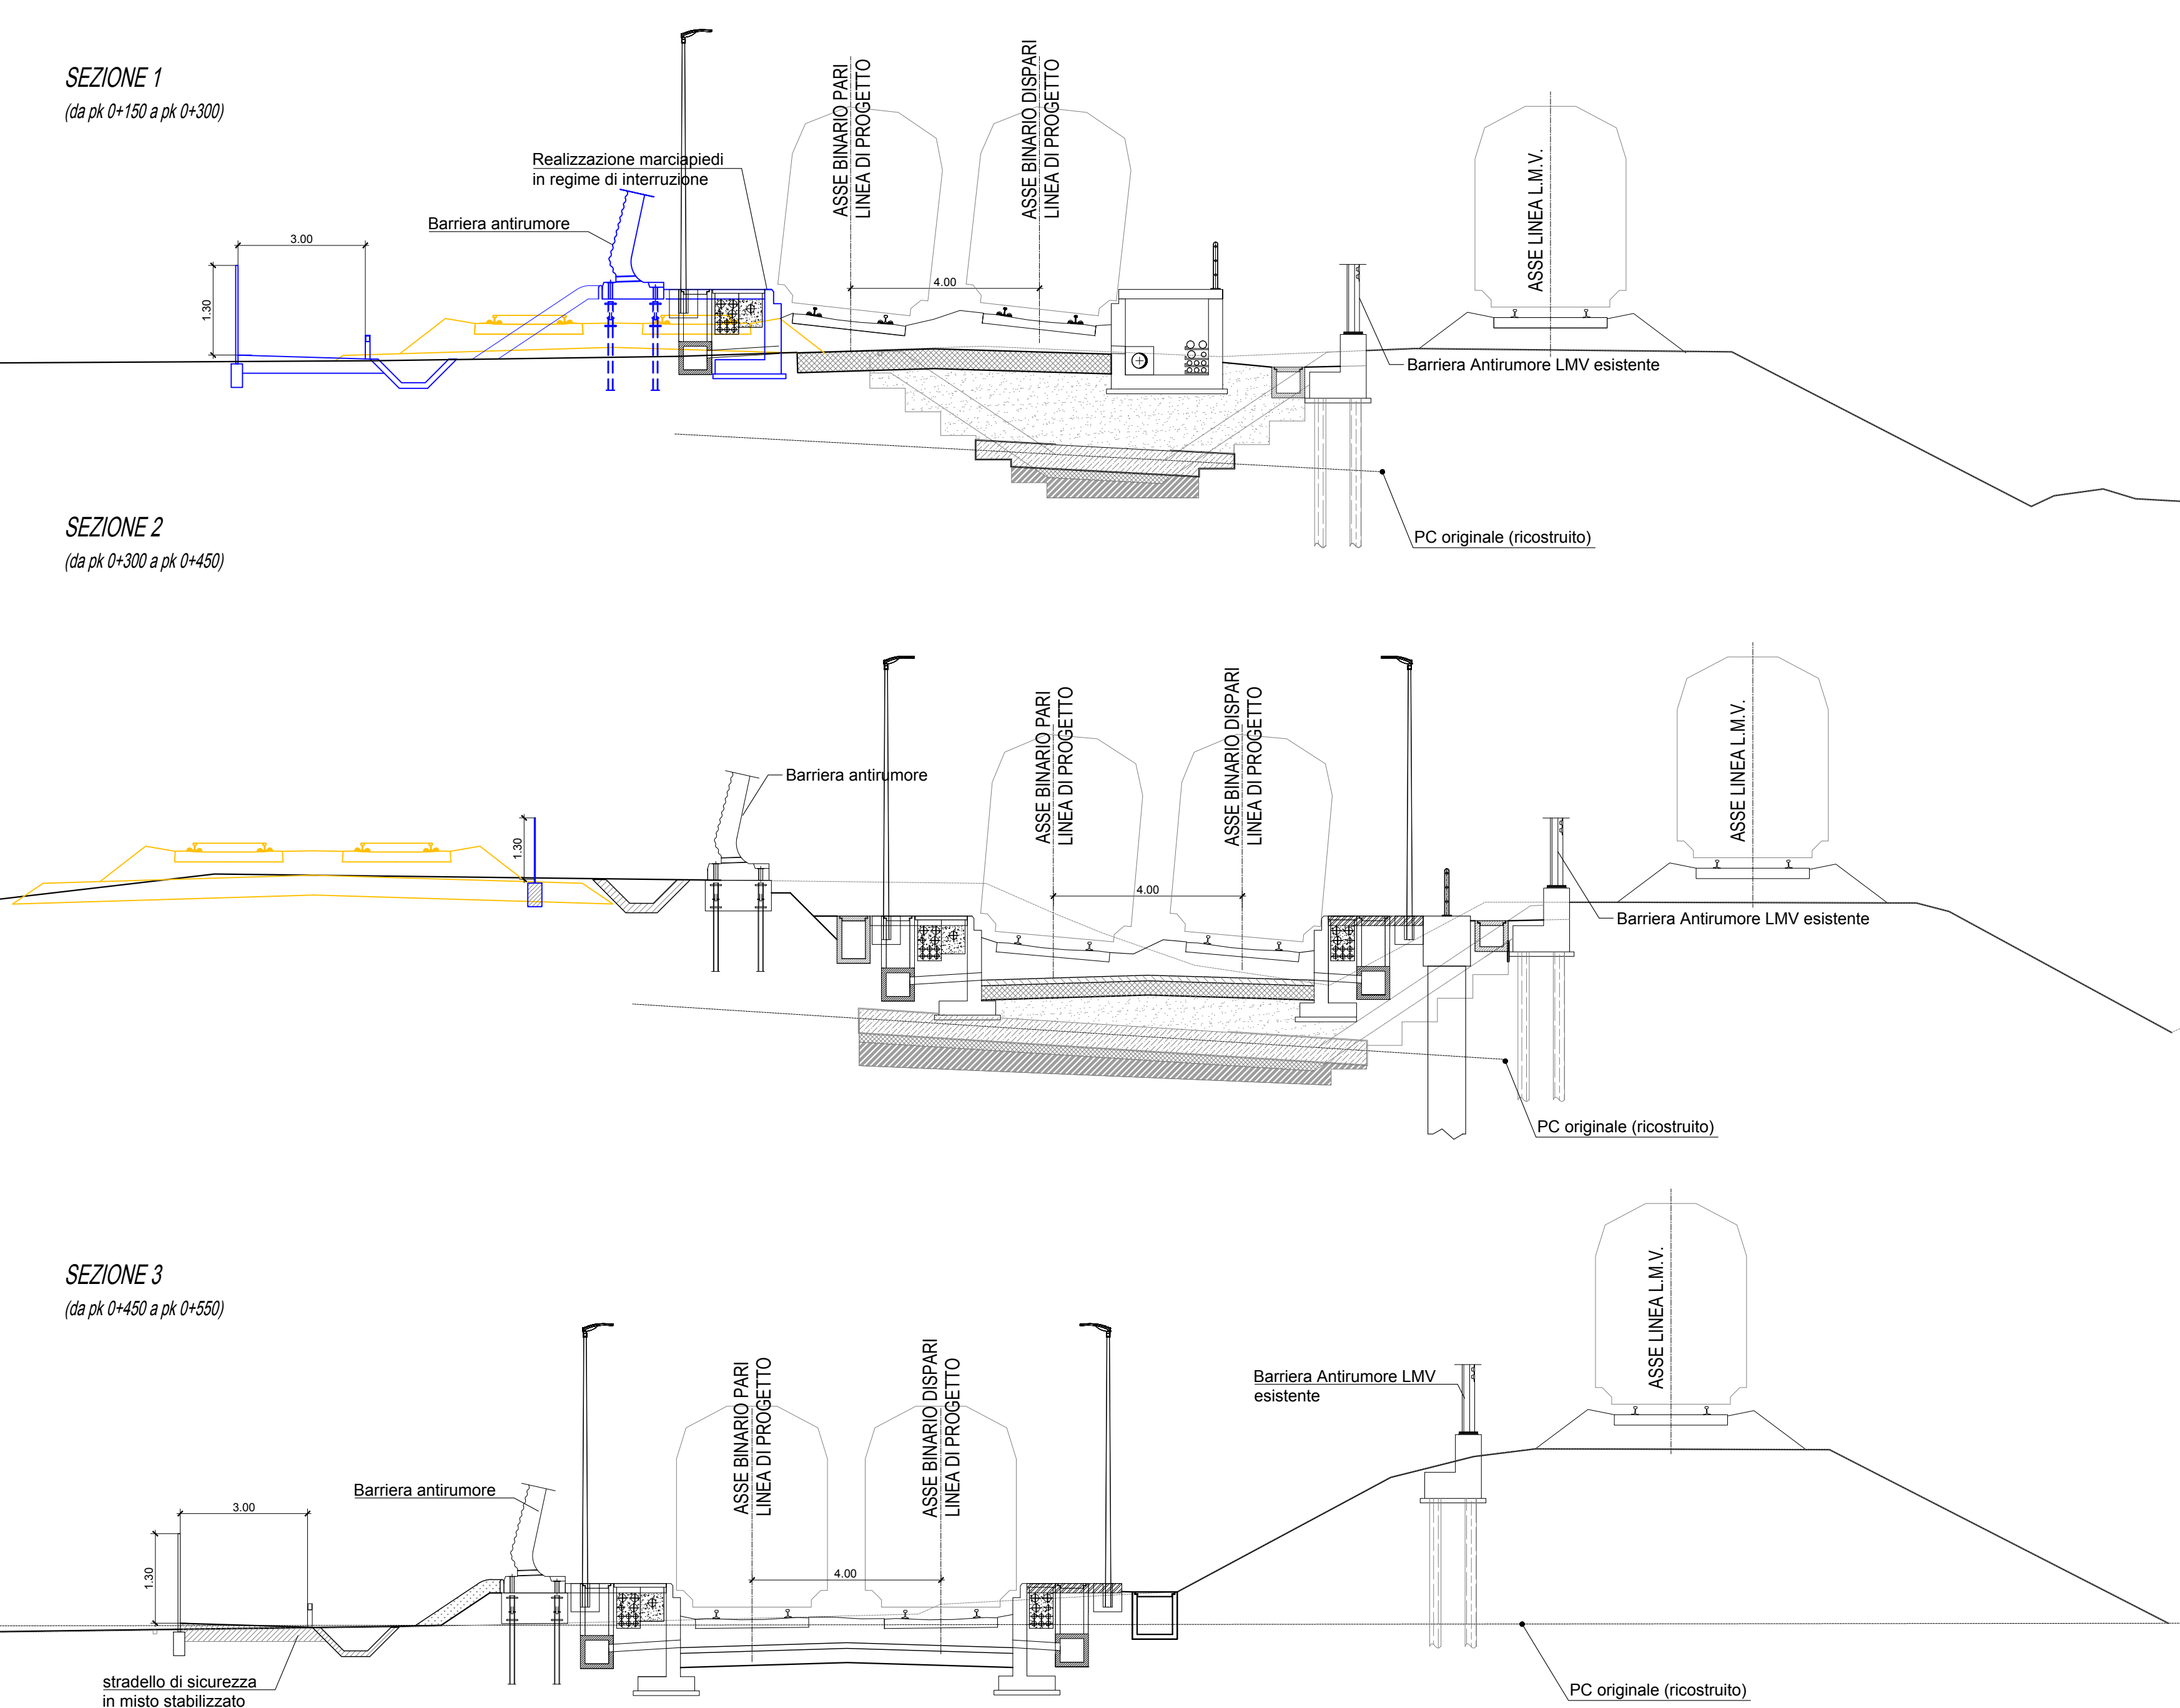 SEZIONE 1
(da pk 0+150 a pk 0+300)
ASSE BINARIO PARI
LINEA DI PROGETTO
ASSE BINARIO DISPARI
LINEA DI PROGETTO
ASSE LINEA L.M.V.
Realizzazione marciapiedi
in regime di interruzione
Barriera antirumore
3.00
1.30
4.00
Barriera Antirumore LMV esistente
PC originale (ricostruito)
SEZIONE 2
(da pk 0+300 a pk 0+450)
ASSE BINARIO PARI
LINEA DI PROGETTO
ASSE BINARIO DISPARI
LINEA DI PROGETTO
ASSE LINEA L.M.V.
Barriera antirumore
1.30
4.00
Barriera Antirumore LMV esistente
PC originale (ricostruito)
SEZIONE 3
(da pk 0+450 a pk 0+550)
ASSE BINARIO PARI
LINEA DI PROGETTO
ASSE BINARIO DISPARI
LINEA DI PROGETTO
ASSE LINEA L.M.V.
Barriera Antirumore LMV
esistente
Barriera antirumore
3.00
1.30
4.00
stradello di sicurezza
in misto stabilizzato
PC originale (ricostruito)